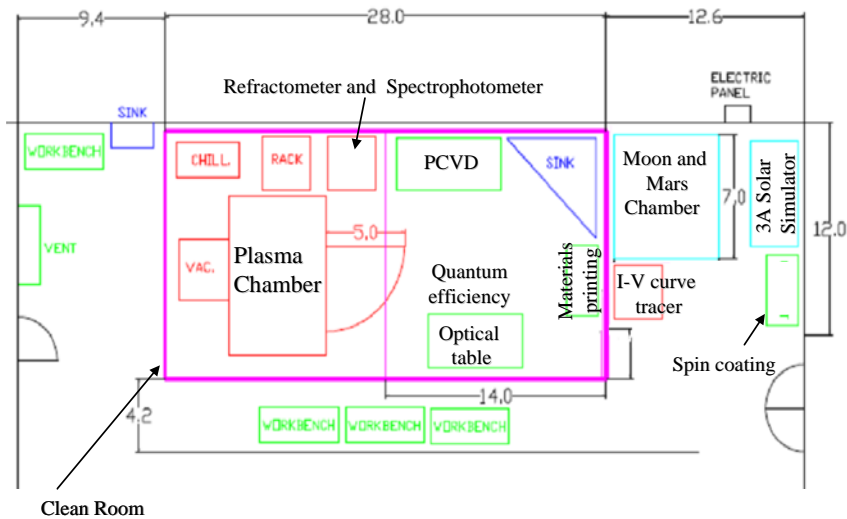 9.4
28.0
12.6
Refractometer and Spectrophotometer
ELECTRIC
PANEL
SINK
WORKBENCH
CHILL.
RACK
PCVD
SINK
Moon and
Mars
Chamber
7.0
3A Solar
Simulator
12.0
VENT
VAC.
Plasma
Chamber
5.0
Quantum
efficiency
Materials
printing
I-V curve
tracer
Optical
table
Spin coating
4.2
14.0
WORKBENCH
WORKBENCH
WORKBENCH
Clean Room